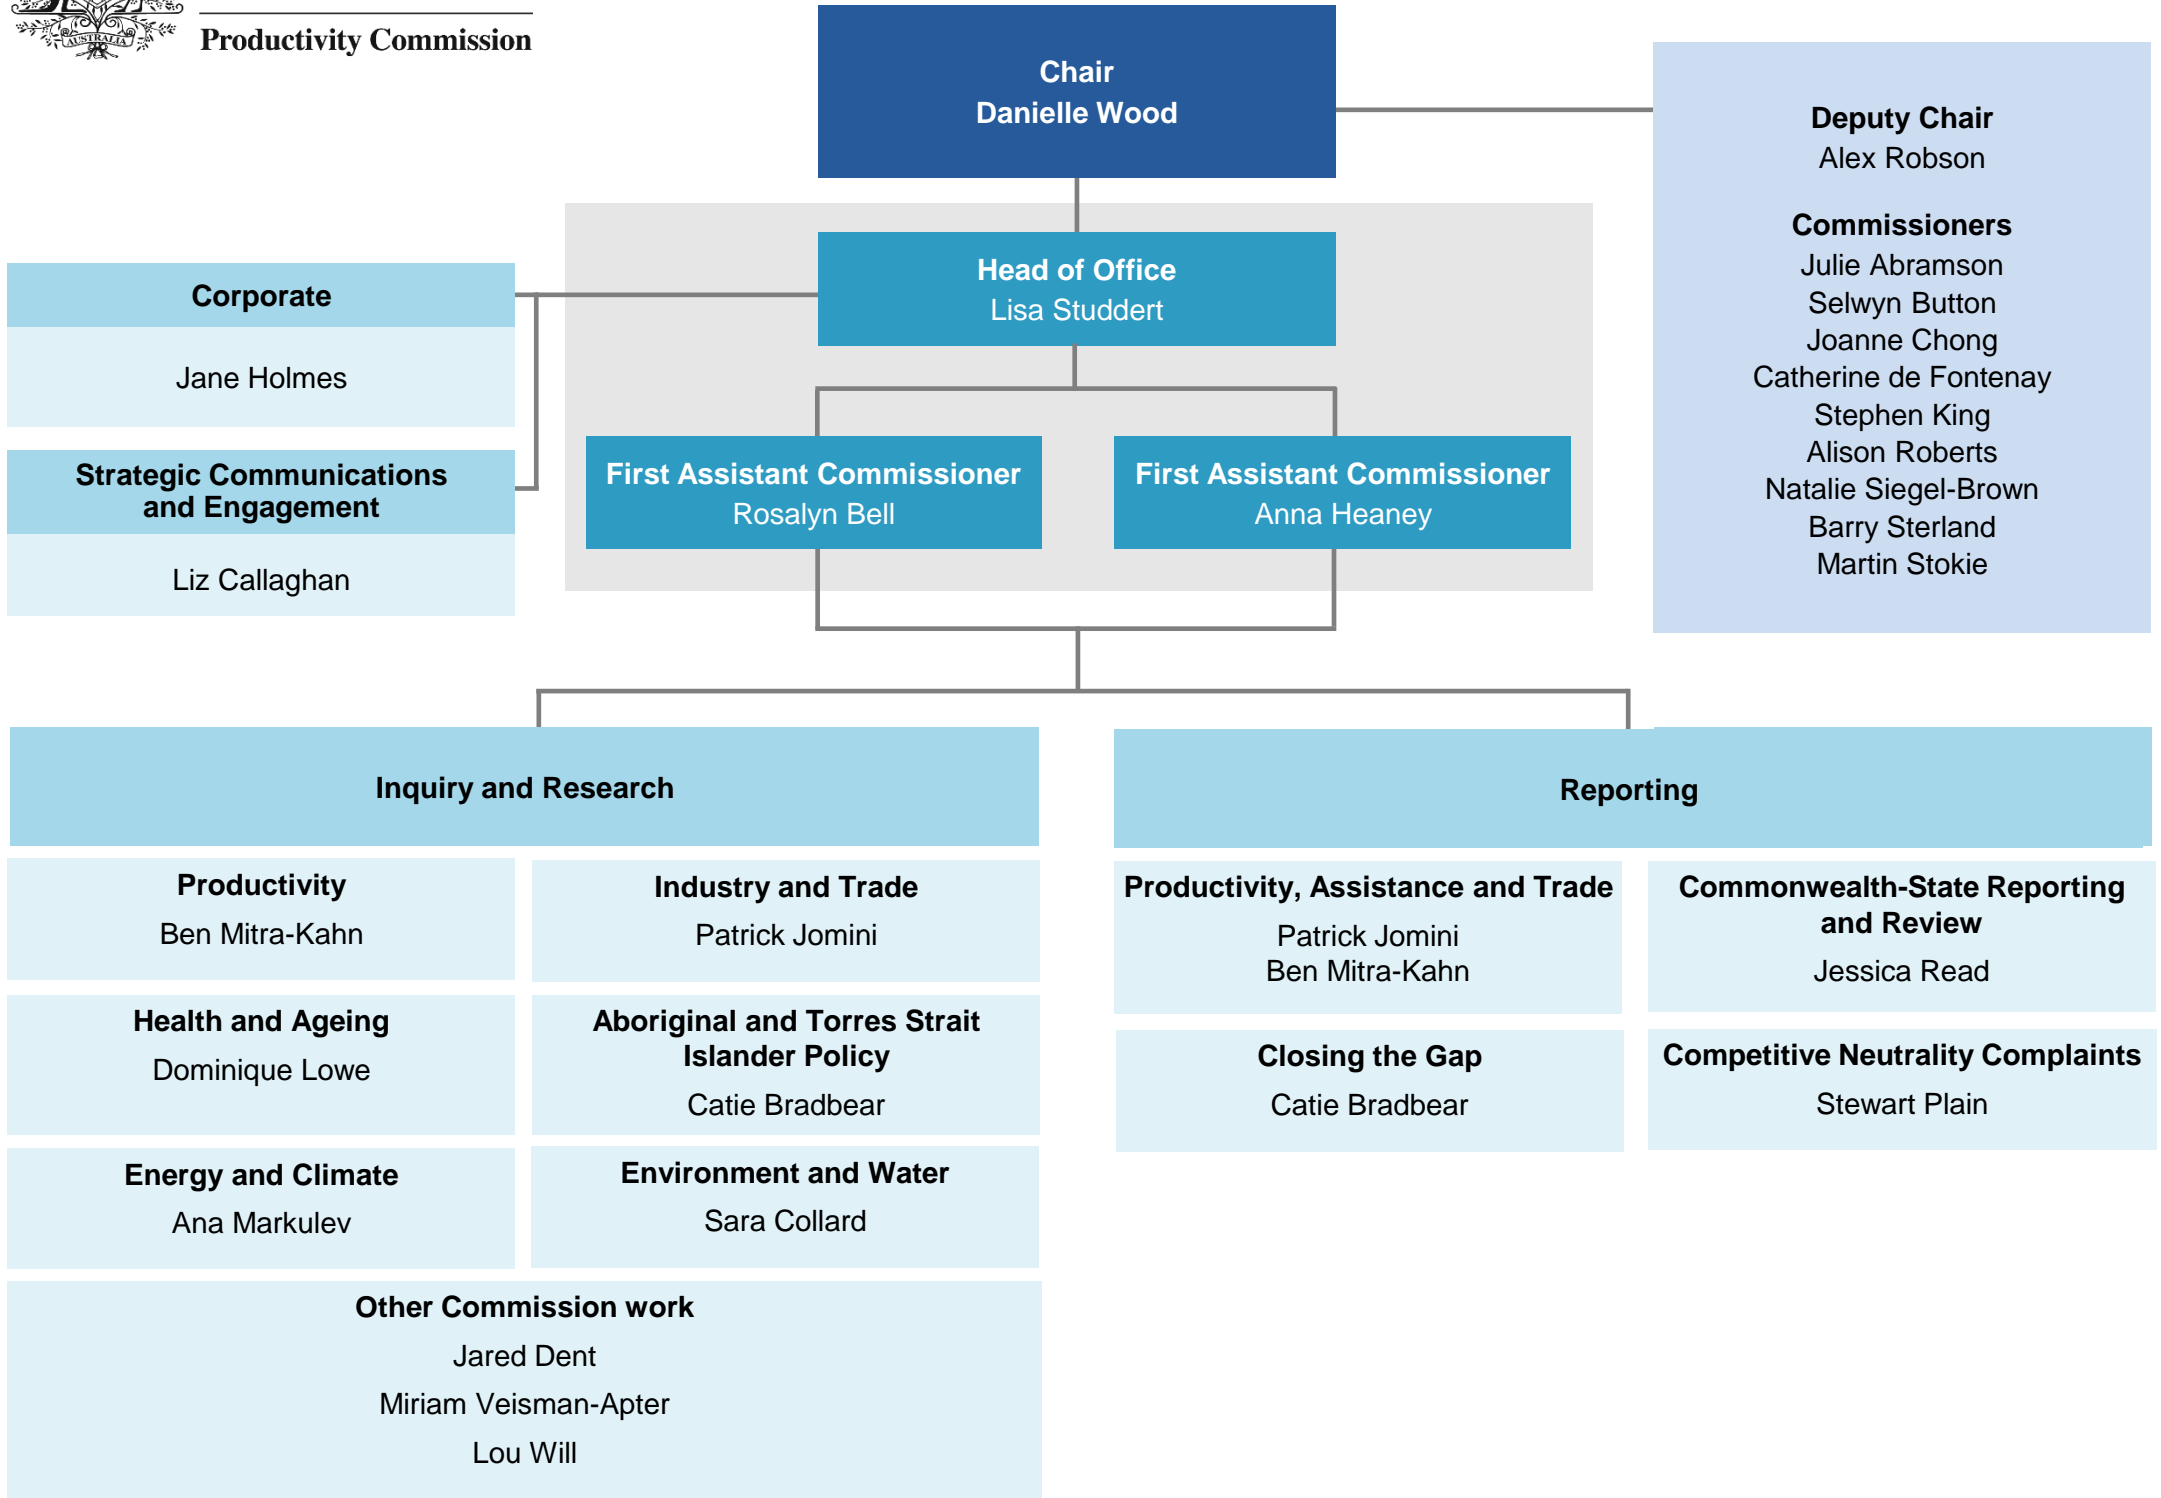 AUSTRALIA
Productivity Commission
Chair
Danielle Wood
Deputy Chair
Alex Robson
Commissioners
Julie Abramson
Selwyn Button
Joanne Chong
Catherine de Fontenay
Stephen King
Alison Roberts
Natalie Siegel-Brown
Barry Sterland
Martin Stokie
Head of Office
Lisa Studdert
Corporate
Jane Holmes
Strategic Communications
and Engagement
Liz Callaghan
First Assistant Commissioner
Rosalyn Bell
First Assistant Commissioner
Anna Heaney
Inquiry and Research
Productivity
Ben Mitra-Kahn
Industry and Trade
Patrick Jomini
Health and Ageing
Dominique Lowe
Aboriginal and Torres Strait
Islander Policy
Catie Bradbear
Energy and Climate
Ana Markulev
Environment and Water
Sara Collard
Other Commission work
Jared Dent
Miriam Veisman-Apter
Lou Will
Reporting
Productivity, Assistance and Trade
Patrick Jomini
Ben Mitra-Kahn
Commonwealth-State Reporting
and Review
Jessica Read
Closing the Gap
Catie Bradbear
Competitive Neutrality Complaints
Stewart Plain